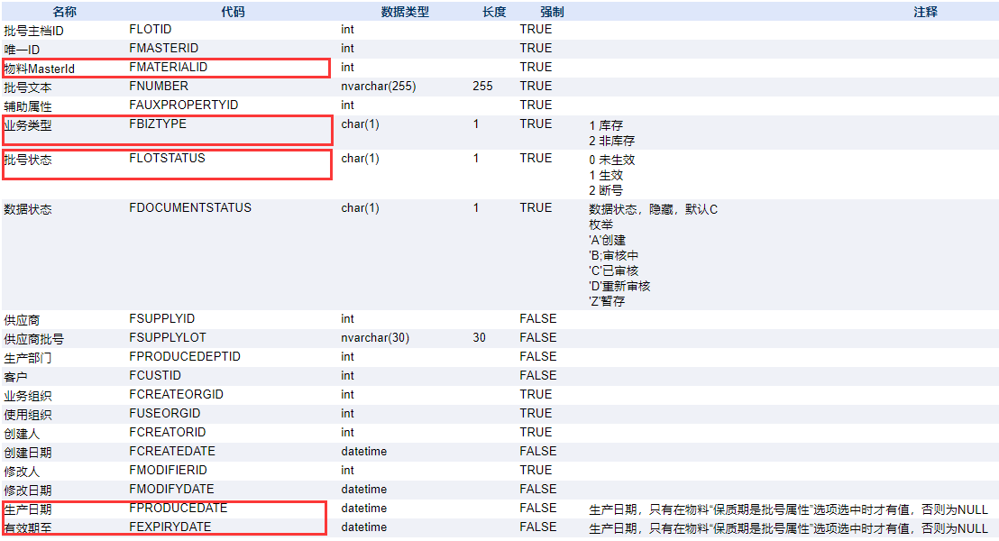 名称 代码 数据类型 长度 强制 注释
批号主档ID FLOTID int TRUE
唯一ID FMASTERID int TRUE
物料MasterId FMATERIALID int TRUE
批号文本 FNUMBER nvarchar(255) 255 TRUE
辅助属性 FAUXPROPERTYID int TRUE
业务类型 FBIZTYPE char(1) 1 TRUE 1 库存
2 非库存
批号状态 FLOTSTATUS char(1) 1 TRUE 0 未生效
1 生效
2 断号
数据状态 FDOCUMENTSTATUS char(1) 1 TRUE 数据状态，隐藏，默认C
枚举
'A'创建
'B;审核中
'C'已审核
'D'重新审核
'Z'暂存
供应商 FSUPPLYID int FALSE
供应商批号 FSUPPLYLOT nvarchar(30) 30 FALSE
生产部门 FPRODUCEDEPTID int FALSE
客户 FCUSTID int FALSE
业务组织 FCREATEORGID int TRUE
使用组织 FUSEORGID int TRUE
创建人 FCREATORID int TRUE
创建日期 FCREATEDATE datetime FALSE
修改人 FMODIFIERID int TRUE
修改日期 FMODIFYDATE datetime FALSE
生产日期 FPRODUCEDATE datetime FALSE 生产日期，只有在物料“保质期是批号属性”选项选中时才有值，否则为NULL
有效期至 FEXPIRYDATE datetime FALSE 生产日期，只有在物料“保质期是批号属性”选项选中时才有值，否则为NULL